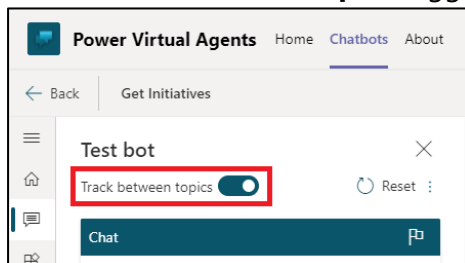 Power Virtual Agents Home Chatbots About
Back Get Initiatives
Test bot
Track between topics Reset
Chat